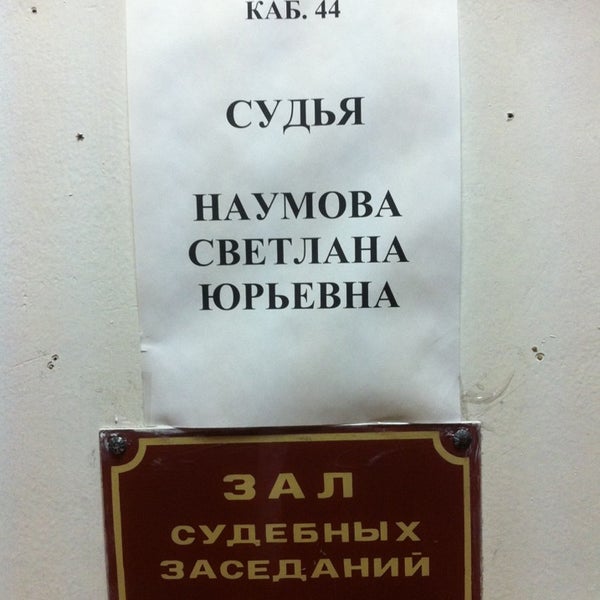 КАБ. 44
СУДЬЯ
НАУМОВА
СВЕТЛАНА
ЮРЬЕВНА
ЗАЛ
СУДЕБНЫХ
ЗАСЕДАНИЙ